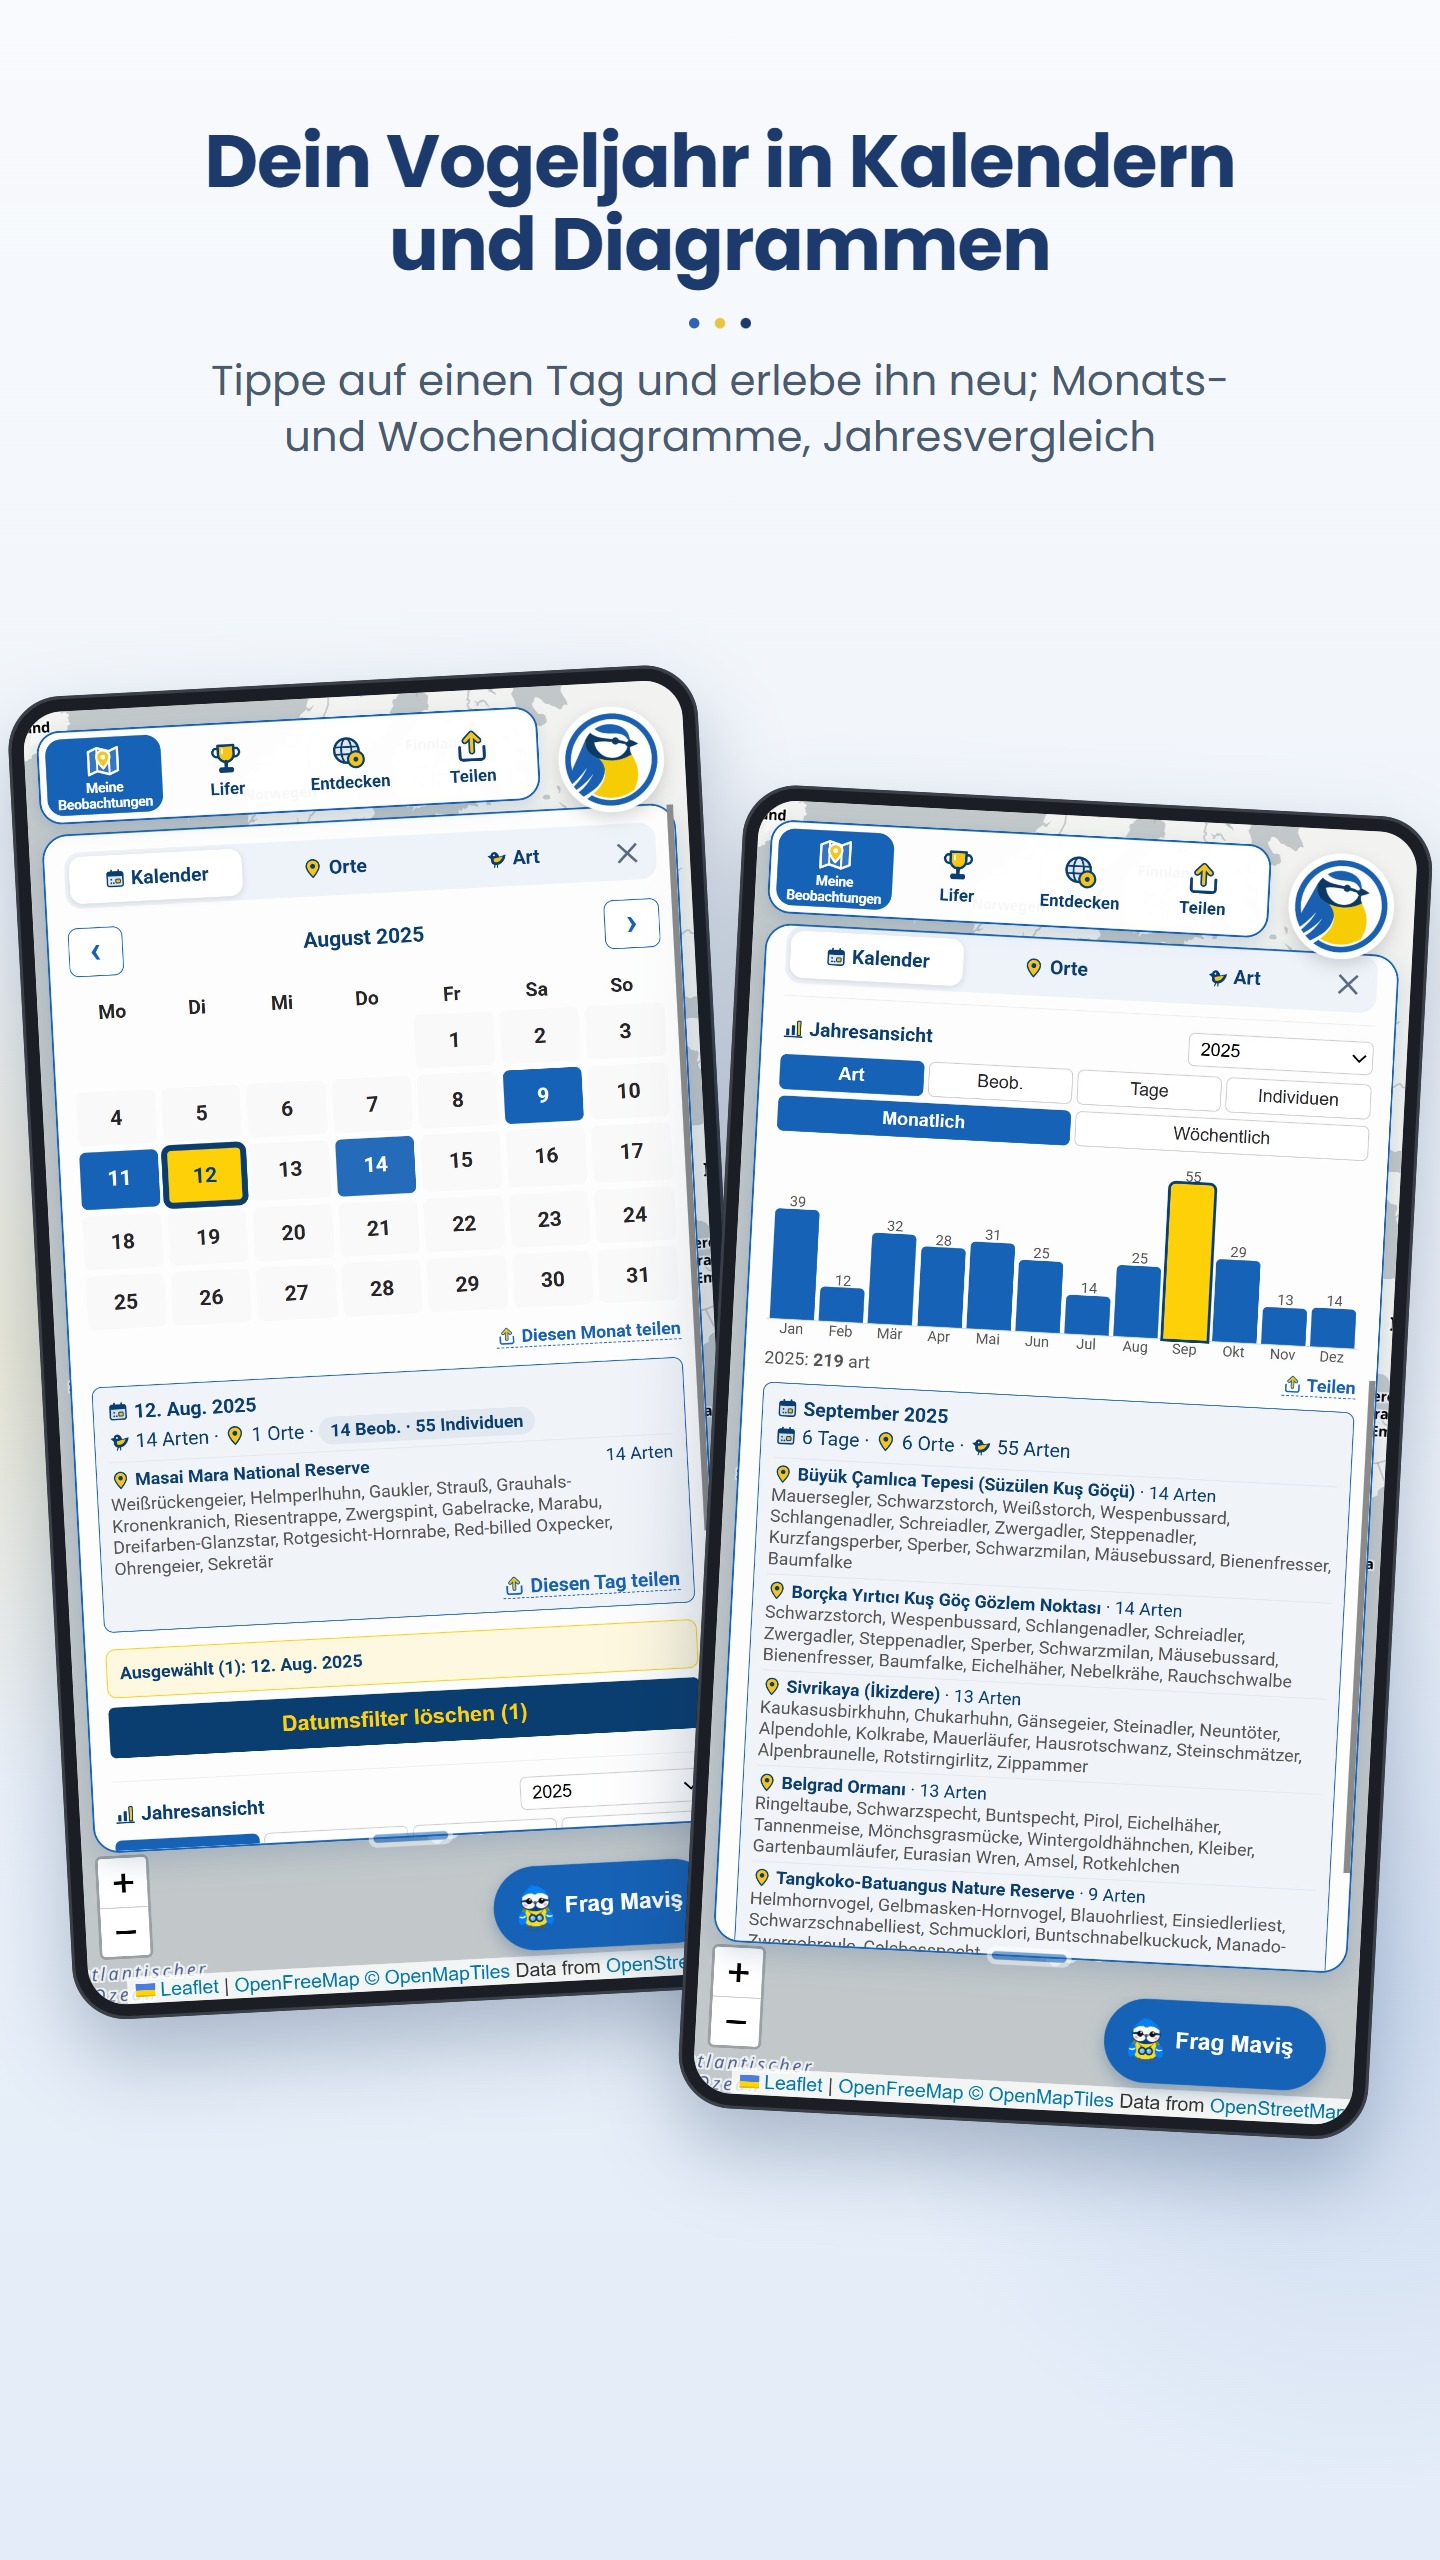 Dein Vogeljahr in Kalendern
und Diagrammen
Tippe auf einen Tag und erlebe ihn neu; Monats-
und Wochendiagramme, Jahresvergleich
Meine
Beobachtungen
Lifer
Entdecken
Teilen
Kalender
Orte
Art
August 2025
Mo Di Mi Do Fr Sa So
1 2 3
4 5 6 7 8 9 10
11 12 13 14 15 16 17
18 19 20 21 22 23 24
25 26 27 28 29 30 31
Diesen Monat teilen
12. Aug. 2025
14 Arten · 1 Orte · 14 Beob. · 55 Individuen
Masai Mara National Reserve 14 Arten
Weißrückengeier, Helmperlhuhn, Gaukler, Strauß, Grauhals-
Kronenkranich, Riesentrappe, Zwergspint, Gabelracke, Marabu,
Dreifarben-Glanzstar, Rotgesicht-Hornrabe, Red-billed Oxpecker,
Ohrengeier, Sekretär
Diesen Tag teilen
Ausgewählt (1): 12. Aug. 2025
Datumsfilter löschen (1)
Jahresansicht 2025
+
−
Frag Maviş
tlantischer
Leaflet | OpenFreeMap © OpenMapTiles Data from OpenStre
Meine
Beobachtungen
Lifer
Entdecken
Teilen
Kalender
Orte
Art
Jahresansicht 2025
Art Beob. Tage Individuen
Monatlich Wöchentlich
39 12 32 28 31 25 14 25 55 29 13 14
Jan Feb Mär Apr Mai Jun Jul Aug Sep Okt Nov Dez
2025: 219 art
Teilen
September 2025
6 Tage · 6 Orte · 55 Arten
Büyük Çamlıca Tepesi (Süzülen Kuş Göçü) · 14 Arten
Mauersegler, Schwarzstorch, Weißstorch, Wespenbussard,
Schlangenadler, Schreiadler, Zwergadler, Steppenadler,
Kurzfangsperber, Sperber, Schwarzmilan, Mäusebussard, Bienenfresser,
Baumfalke
Borçka Yırtıcı Kuş Göç Gözlem Noktası · 14 Arten
Schwarzstorch, Wespenbussard, Schlangenadler, Schreiadler,
Zwergadler, Steppenadler, Sperber, Schwarzmilan, Mäusebussard,
Bienenfresser, Baumfalke, Eichelhäher, Nebelkrähe, Rauchschwalbe
Sivrikaya (İkizdere) · 13 Arten
Kaukasusbirkhuhn, Chukarhuhn, Gänsegeier, Steinadler, Neuntöter,
Alpendohle, Kolkrabe, Mauerläufer, Hausrotschwanz, Steinschmätzer,
Alpenbraunelle, Rotstirngirlitz, Zippammer
Belgrad Ormanı · 13 Arten
Ringeltaube, Schwarzspecht, Buntspecht, Pirol, Eichelhäher,
Tannenmeise, Mönchsgrasmücke, Wintergoldhähnchen, Kleiber,
Gartenbaumläufer, Eurasian Wren, Amsel, Rotkehlchen
Tangkoko-Batuangus Nature Reserve · 9 Arten
Helmhornvogel, Gelbmasken-Hornvogel, Blauohrliest, Einsiedlerliest,
Schwarzschnabelliest, Schmucklori, Buntschnabelkuckuck, Manado-
Zwergohreule, Celebesspecht
+
−
Frag Maviş
tlantischer
Leaflet | OpenFreeMap © OpenMapTiles Data from OpenStreetMap